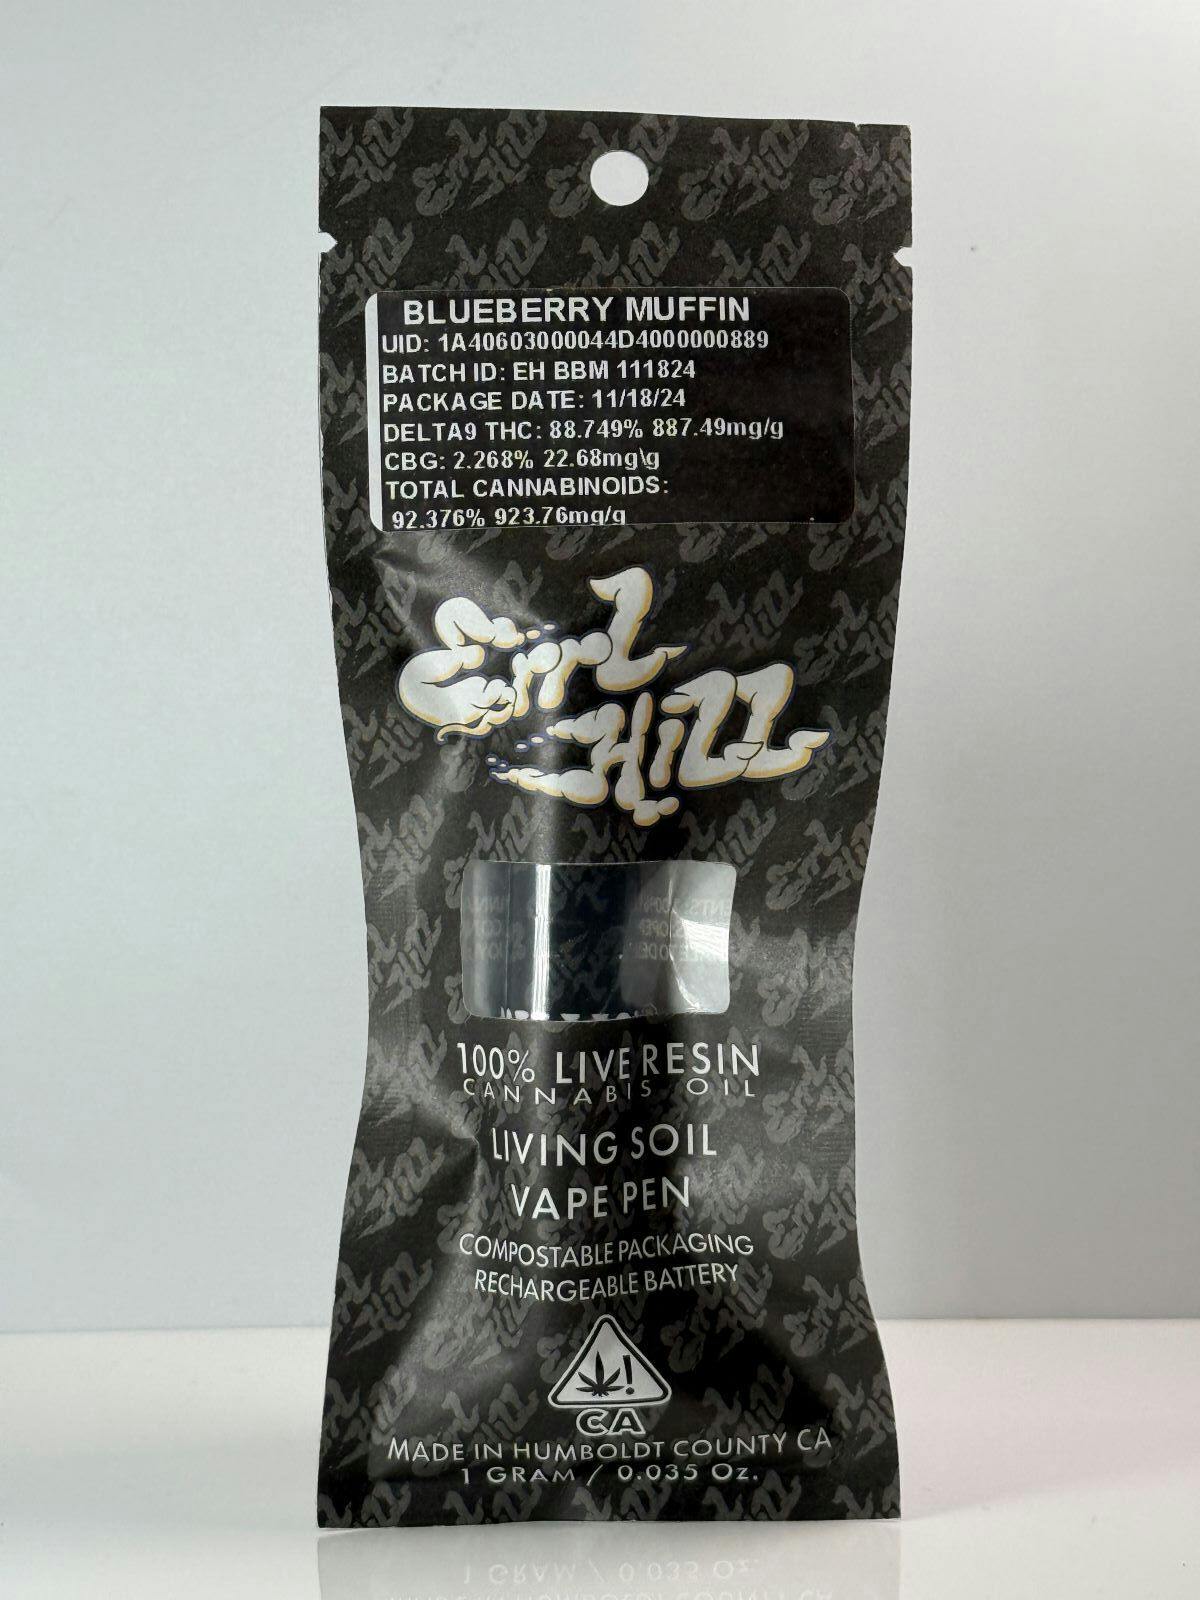 BLUEBERRY MUFFIN
UID: 1A40603000044D4000000889
BATCH ID: EH BBM 111824
PACKAGE DATE: 11/18/24
DELTA9 THC: 88.749% 887.49mg/g
CBG: 2.268% 22.68mg\g
TOTAL CANNABINOIDS:
92.376% 923.76mg/g
Errl
Hill
100% LIVE RESIN
CANNABIS OIL
LIVING SOIL
VAPE PEN
COMPOSTABLE PACKAGING
RECHARGEABLE BATTERY
!
CA
MADE IN HUMBOLDT COUNTY CA
1 GRAM / 0.035 OZ.